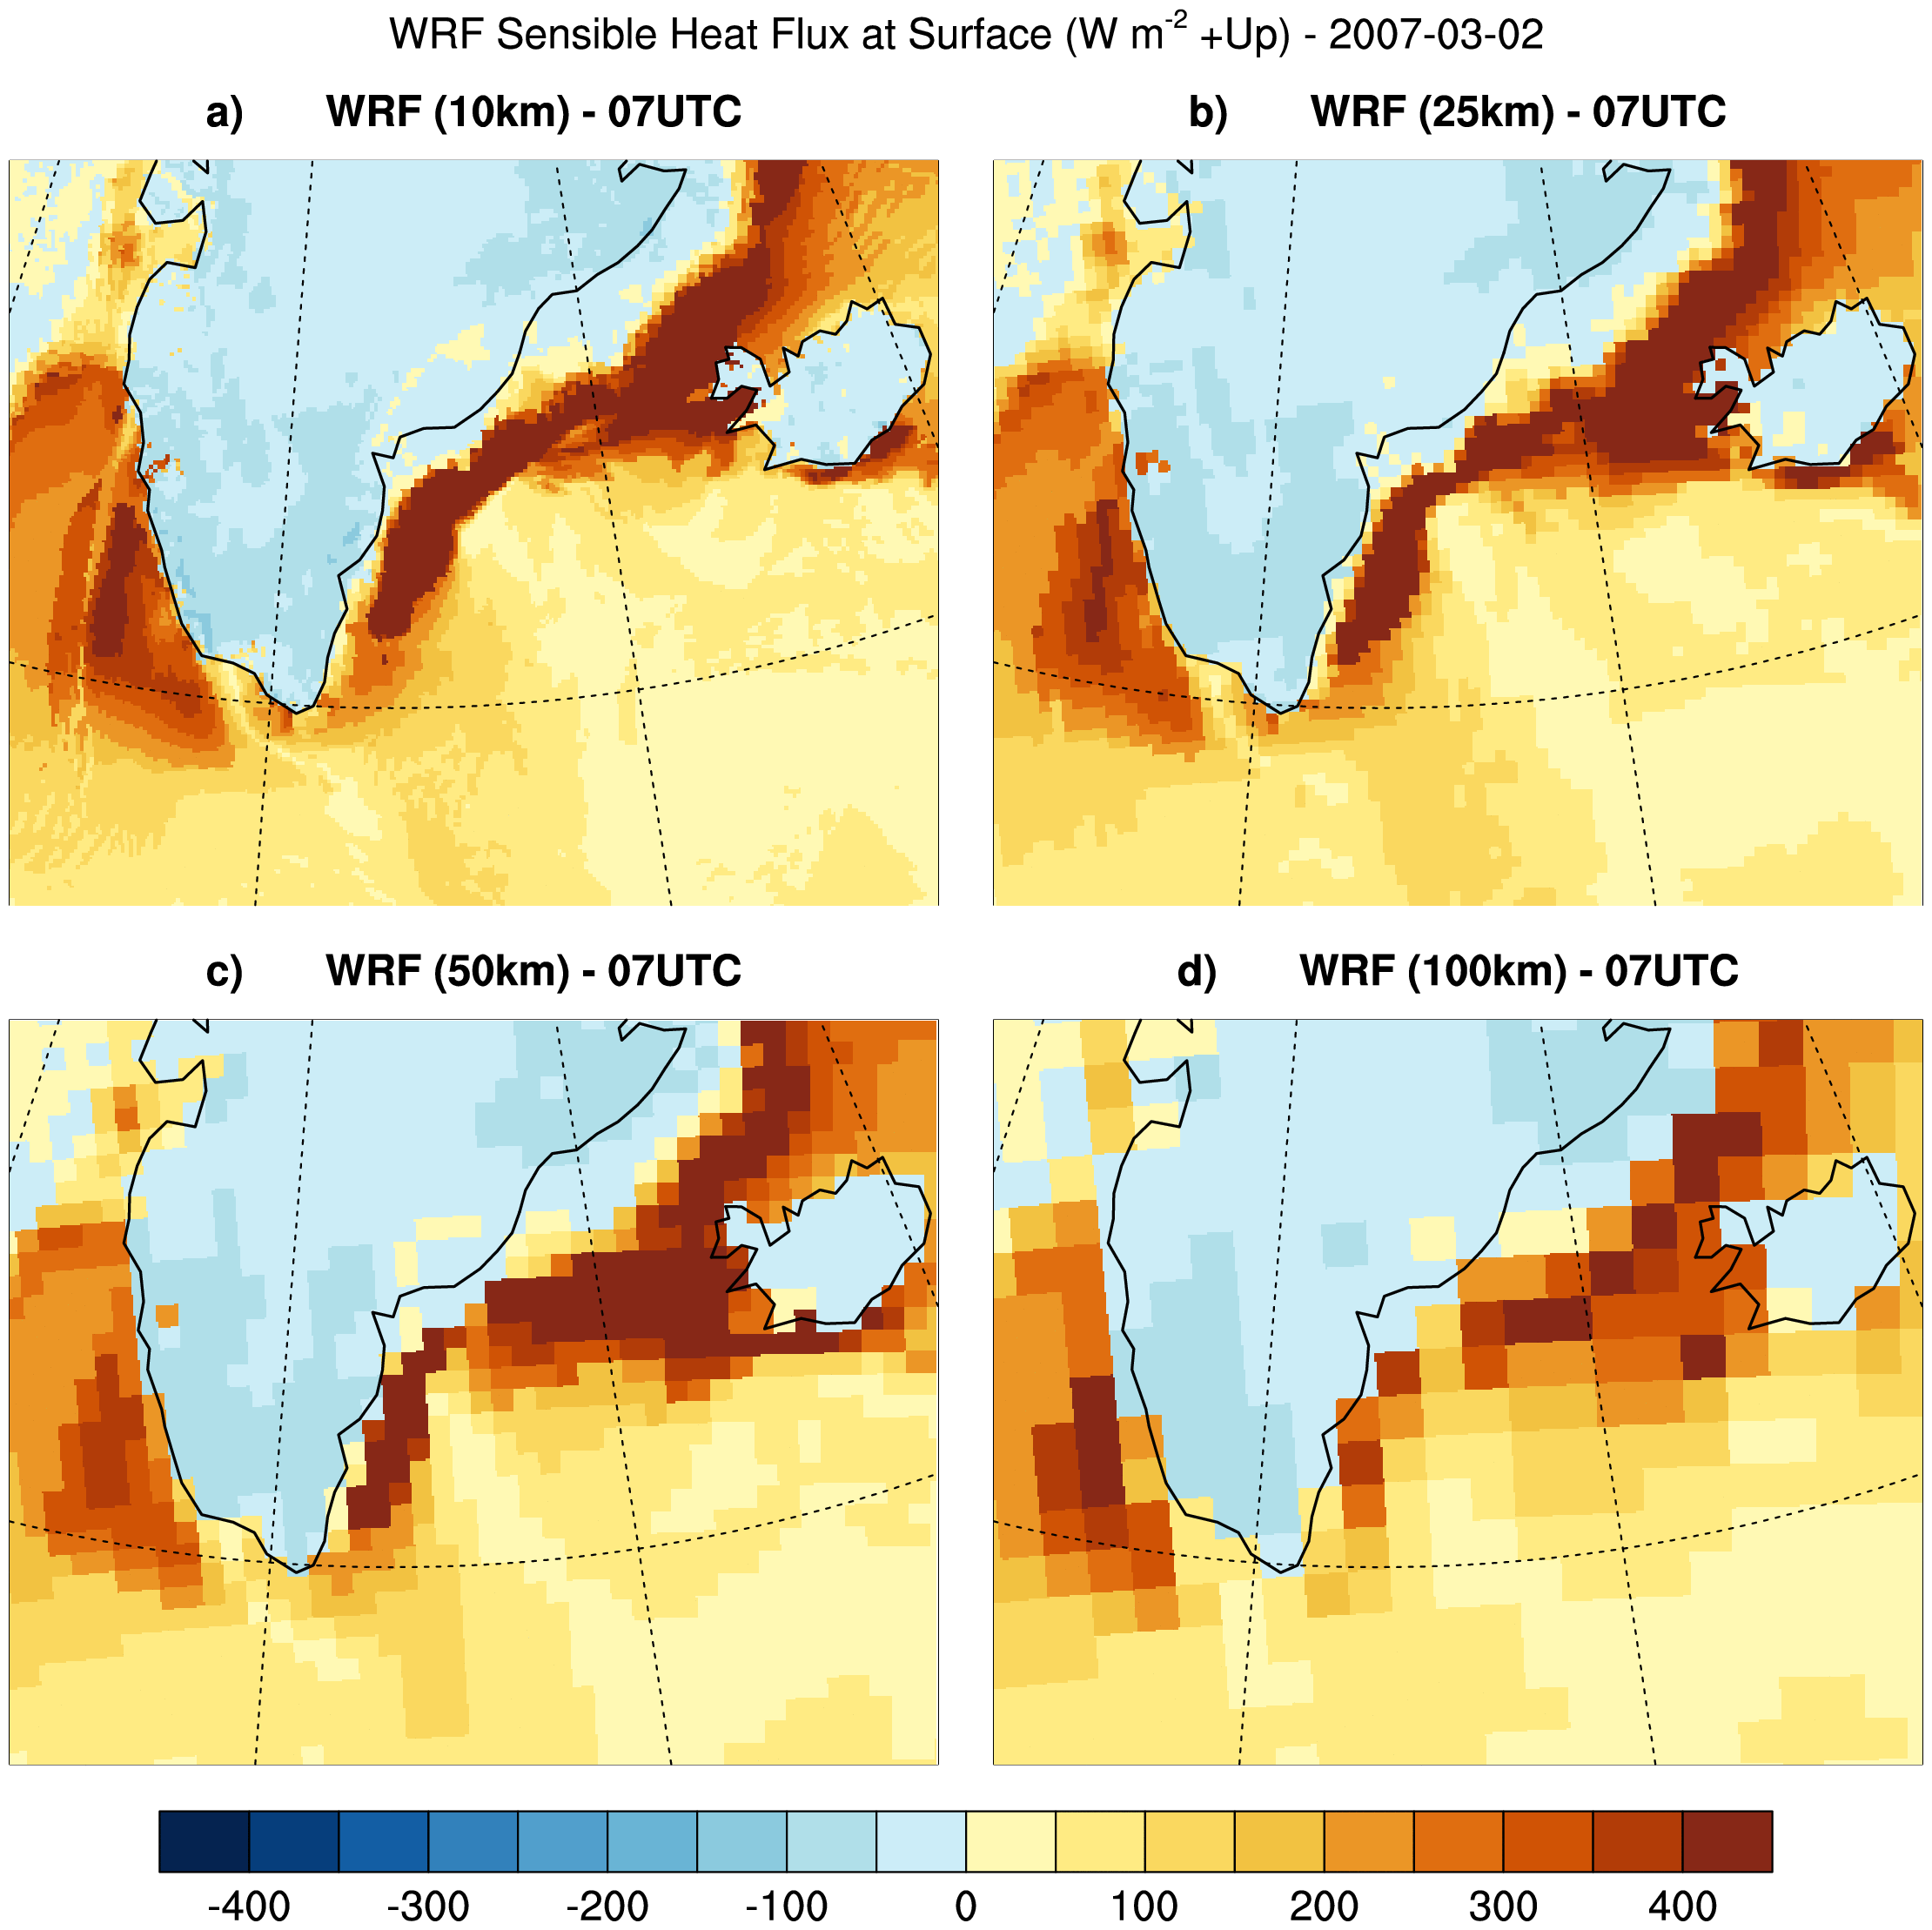 WRF Sensible Heat Flux at Surface (W m-2 +Up) - 2007-03-02
a) WRF (10km) - 07UTC
b) WRF (25km) - 07UTC
c) WRF (50km) - 07UTC
d) WRF (100km) - 07UTC
-400 -300 -200 -100 0 100 200 300 400